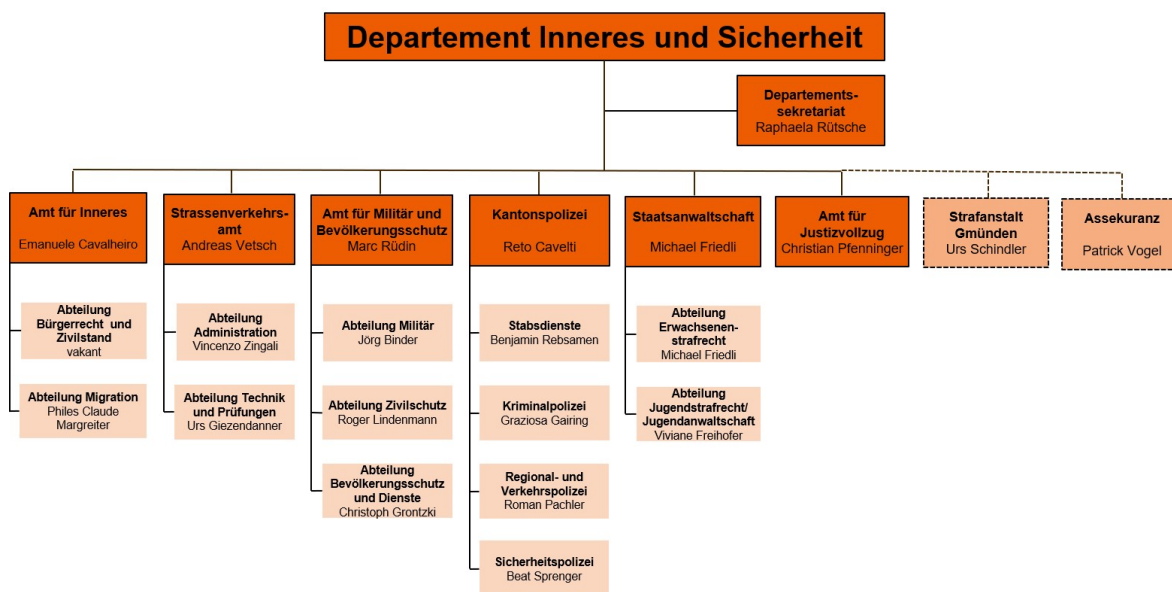 Departement Inneres und Sicherheit
Departements-
sekretariat
Raphaela Rütsche
Amt für Inneres
Emanuele Cavalheiro
Strassenverkehrs-
amt
Andreas Vetsch
Amt für Militär und
Bevölkerungsschutz
Marc Rüdin
Kantonspolizei
Reto Cavelti
Staatsanwaltschaft
Michael Friedli
Amt für
Justizvollzug
Christian Pfenninger
Strafanstalt
Gmünden
Urs Schindler
Assekuranz
Patrick Vogel
Abteilung
Bürgerrecht und
Zivilstand
vakant
Abteilung Migration
Philes Claude
Margreiter
Abteilung
Administration
Vincenzo Zingali
Abteilung Technik
und Prüfungen
Urs Giezendanner
Abteilung Militär
Jörg Binder
Abteilung Zivilschutz
Roger Lindenmann
Abteilung
Bevölkerungsschutz
und Dienste
Christoph Grontzki
Stabsdienste
Benjamin Rebsamen
Kriminalpolizei
Graziosa Gairing
Regional- und
Verkehrspolizei
Roman Pachler
Sicherheitspolizei
Beat Sprenger
Abteilung
Erwachsenen-
strafrecht
Michael Friedli
Abteilung
Jugendstrafrecht/
Jugendanwaltschaft
Viviane Freihofer